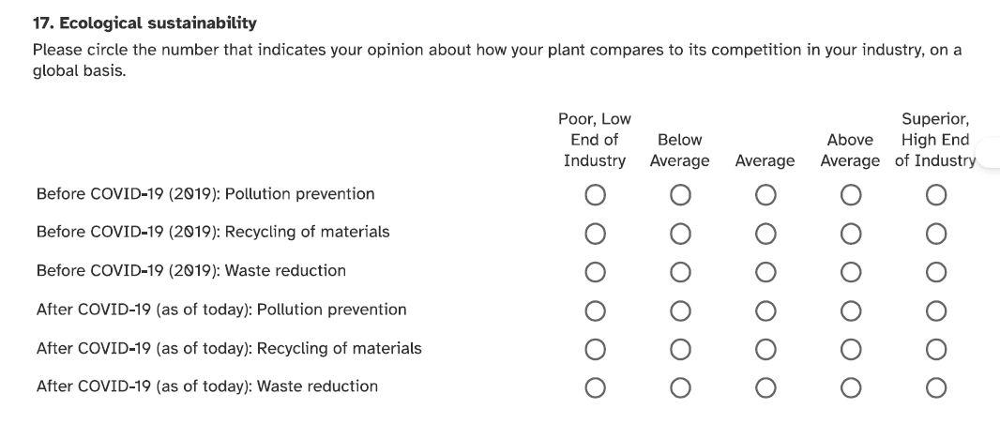 17. Ecological sustainability
Please circle the number that indicates your opinion about how your plant compares to its competition in your industry, on a
global basis.
Poor, Low End of Industry
Below Average
Average
Above Average
Superior, High End of Industry
Before COVID-19 (2019): Pollution prevention
Before COVID-19 (2019): Recycling of materials
Before COVID-19 (2019): Waste reduction
After COVID-19 (as of today): Pollution prevention
After COVID-19 (as of today): Recycling of materials
After COVID-19 (as of today): Waste reduction